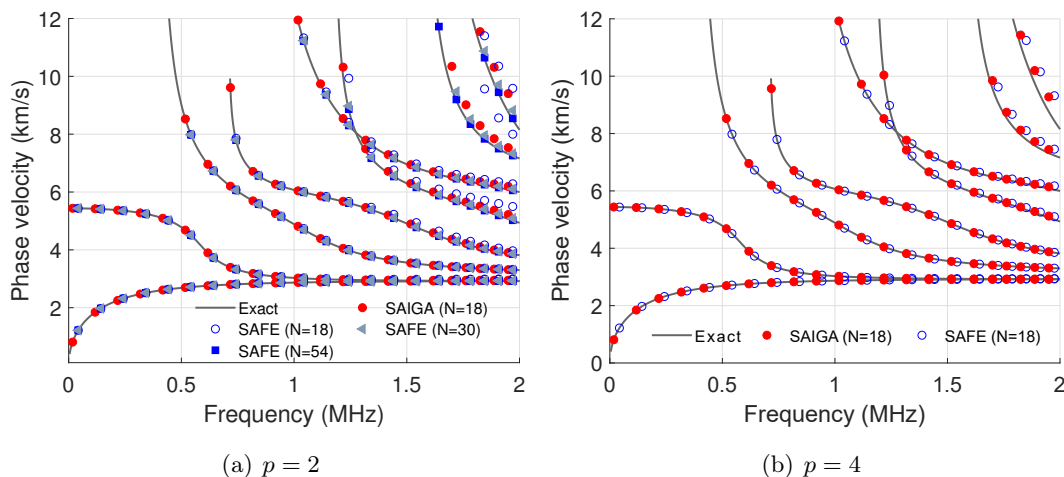 12
10
8
6
4
2
0
0.5
1
1.5
2
Phase velocity (km/s)
Frequency (MHz)
Exact
SAFE (N=18)
SAFE (N=54)
SAIGA (N=18)
SAFE (N=30)
(a) p = 2
12
10
8
6
4
2
0
0
0.5
1
1.5
2
Phase velocity (km/s)
Frequency (MHz)
Exact
SAIGA (N=18)
SAFE (N=18)
(b) p = 4